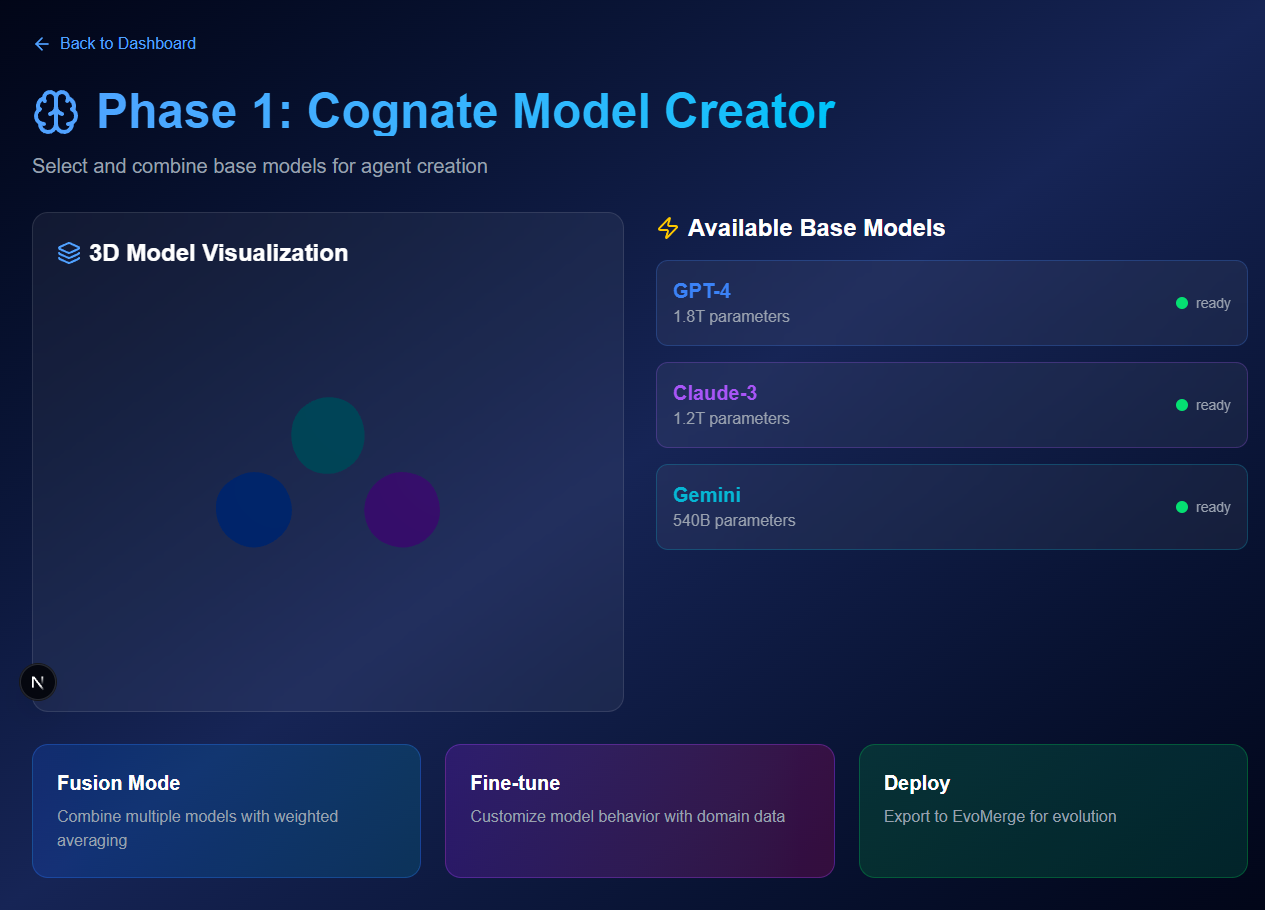 Back to Dashboard
Phase 1: Cognate Model Creator
Select and combine base models for agent creation
3D Model Visualization
Available Base Models
GPT-4
1.8T parameters
ready
Claude-3
1.2T parameters
ready
Gemini
540B parameters
ready
N
Fusion Mode
Combine multiple models with weighted
averaging
Fine-tune
Customize model behavior with domain data
Deploy
Export to EvoMerge for evolution